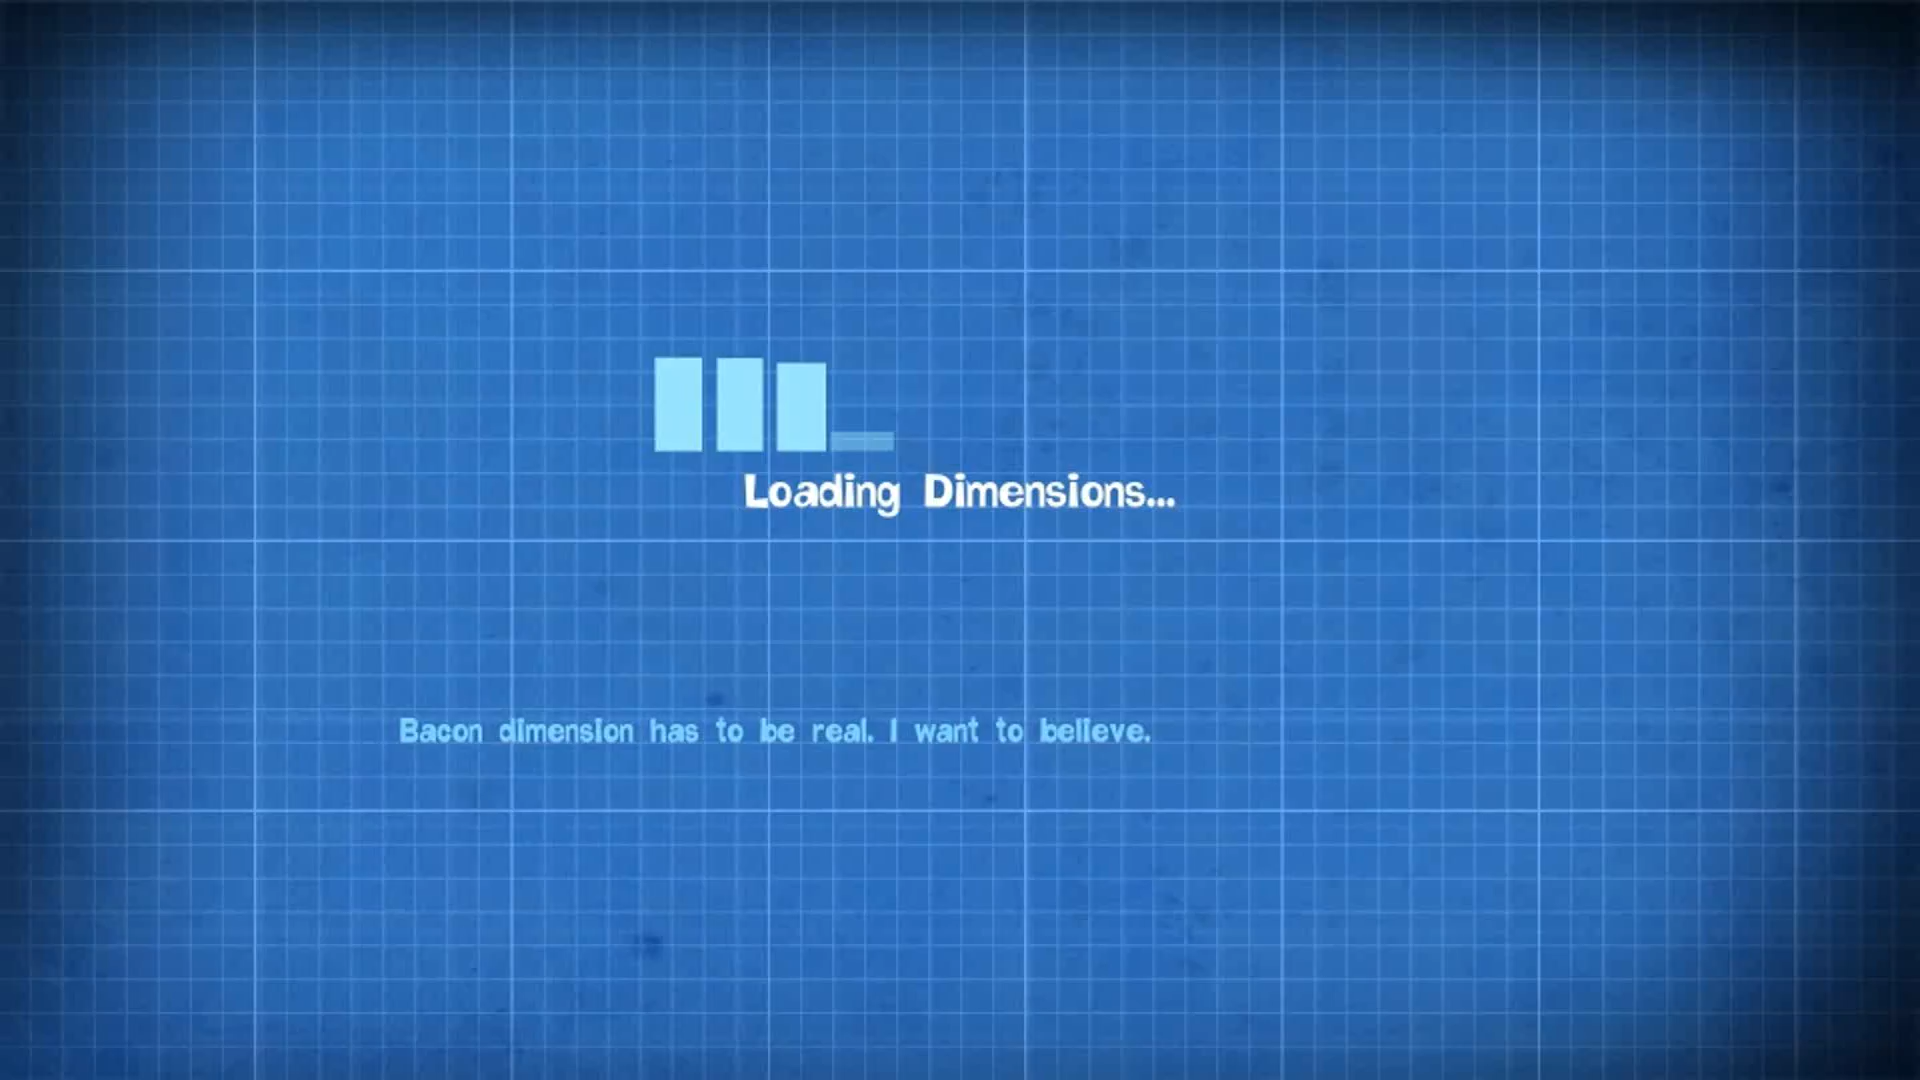 Loading Dimensions...
Bacon dimension has to be real. I want to believe.